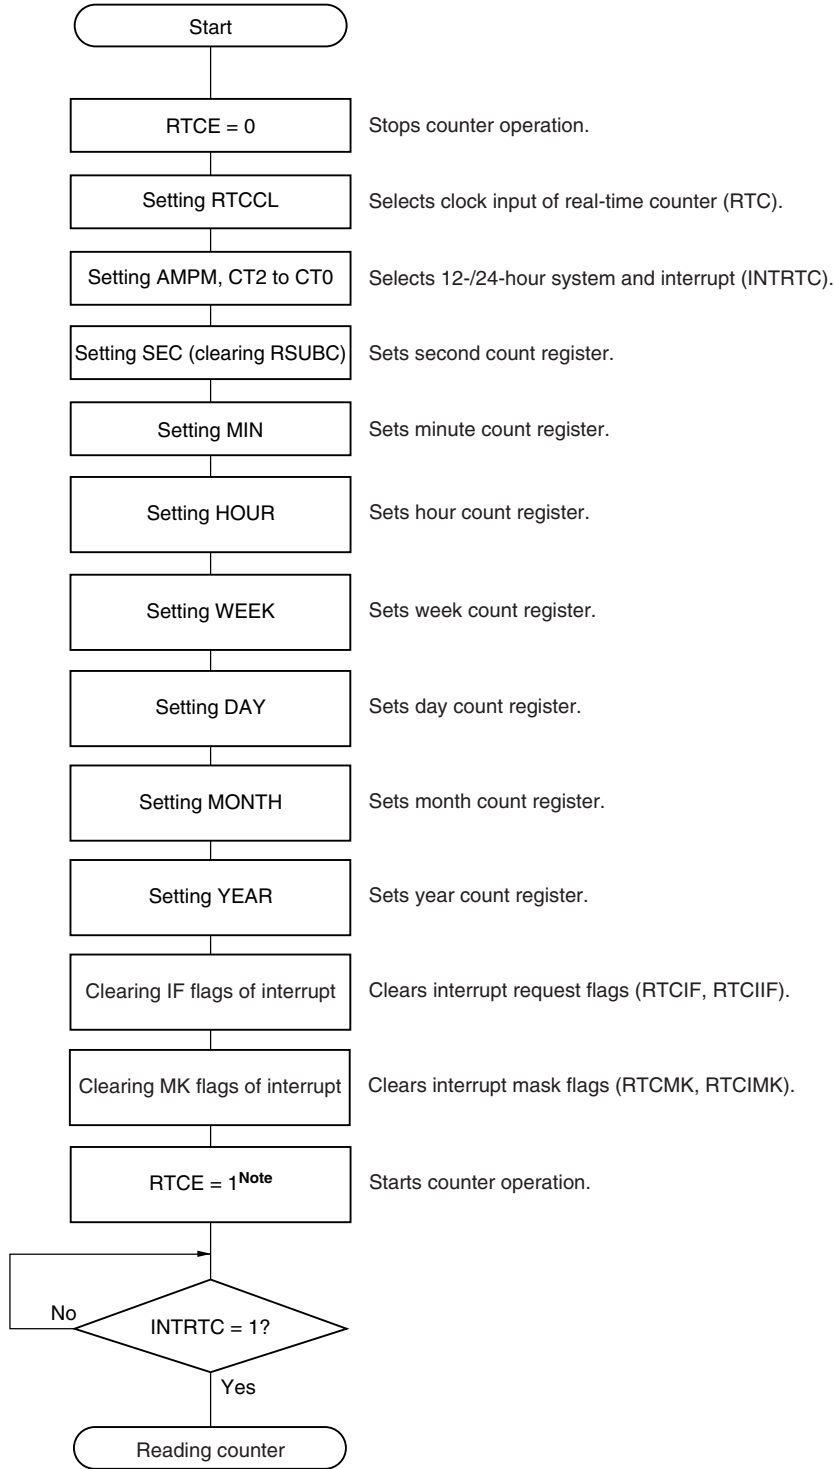 Start
RTCE = 0 Stops counter operation.
Setting RTCCL Selects clock input of real-time counter (RTC).
Setting AMPM, CT2 to CT0 Selects 12-/24-hour system and interrupt (INTRTC).
Setting SEC (clearing RSUBC) Sets second count register.
Setting MIN Sets minute count register.
Setting HOUR Sets hour count register.
Setting WEEK Sets week count register.
Setting DAY Sets day count register.
Setting MONTH Sets month count register.
Setting YEAR Sets year count register.
Clearing IF flags of interrupt Clears interrupt request flags (RTCIF, RTCIIF).
Clearing MK flags of interrupt Clears interrupt mask flags (RTCMK, RTCIMK).
RTCE = 1Note Starts counter operation.
No
INTRTC = 1?
Yes
Reading counter